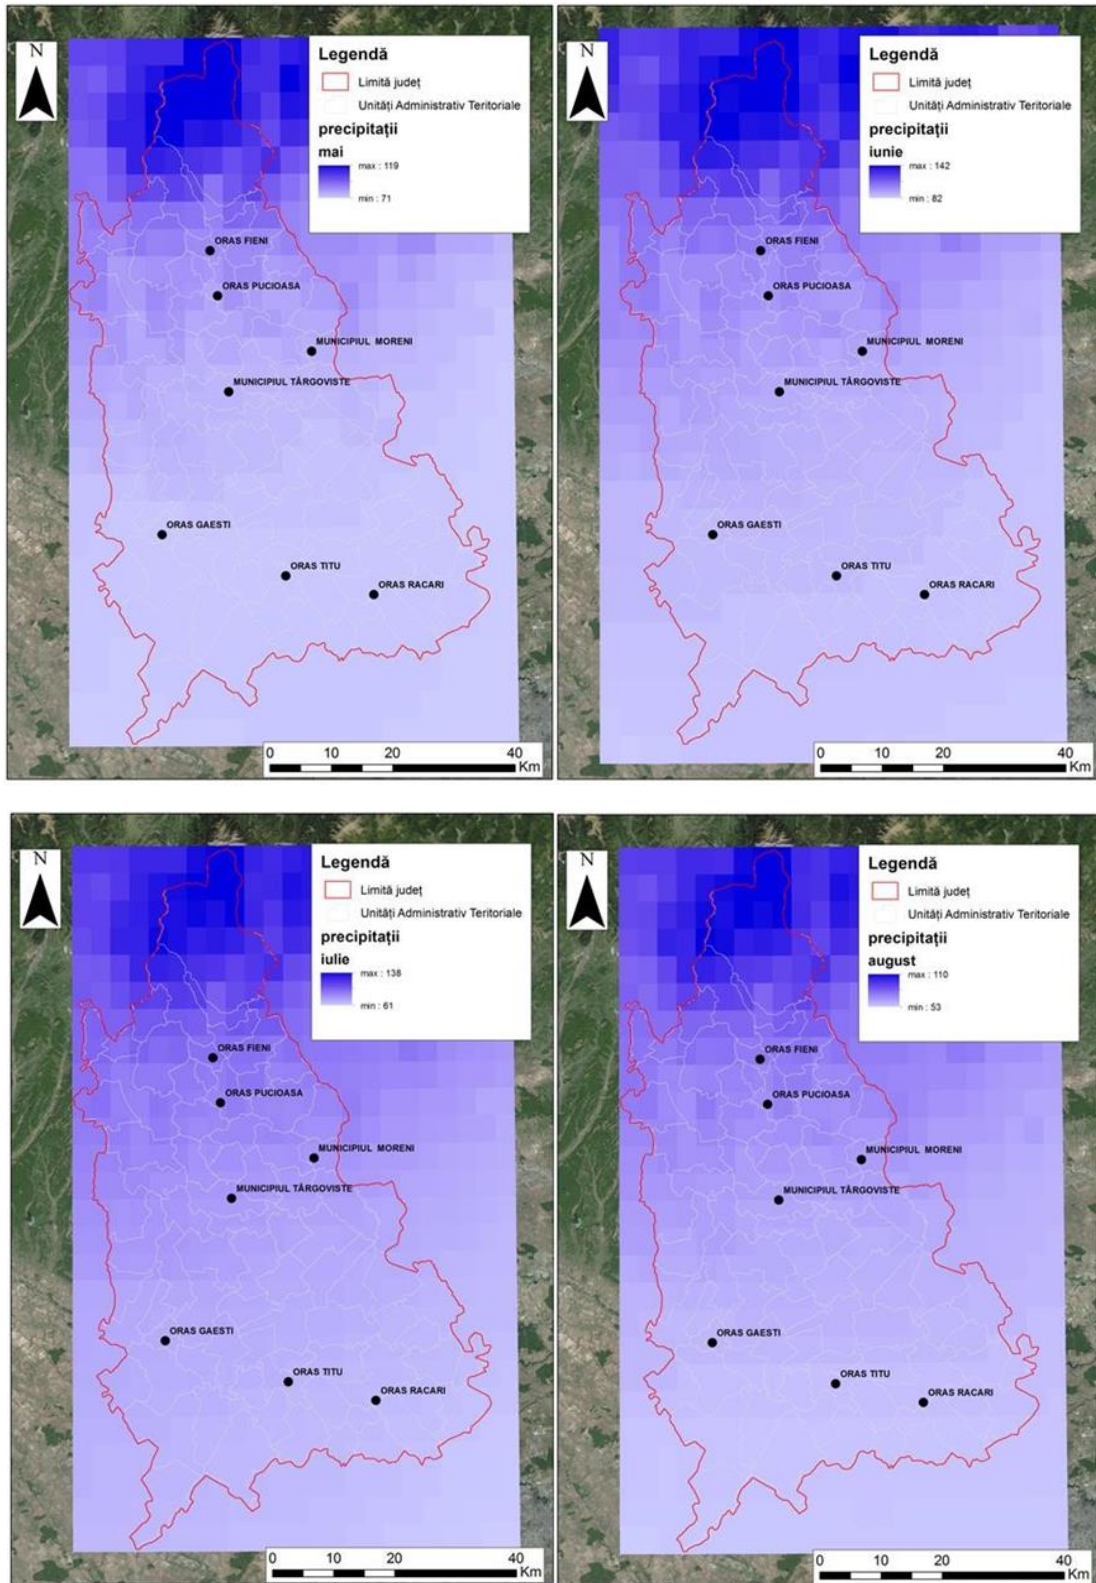 N
Legendă
Limită județ
Unități Administrativ Teritoriale
precipitații
mai
max : 119
min : 71
ORAS FIENI
ORAS PUCIOASA
MUNICIPIUL MORENI
MUNICIPIUL TÂRGOVISTE
ORAS GAESTI
ORAS TITU
ORAS RACARI
0 10 20 40
Km
N
Legendă
Limită județ
Unități Administrativ Teritoriale
precipitații
iunie
max : 142
min : 82
ORAS FIENI
ORAS PUCIOASA
MUNICIPIUL MORENI
MUNICIPIUL TÂRGOVISTE
ORAS GAESTI
ORAS TITU
ORAS RACARI
0 10 20 40
Km
N
Legendă
Limită județ
Unități Administrativ Teritoriale
precipitații
iulie
max : 138
min : 61
ORAS FIENI
ORAS PUCIOASA
MUNICIPIUL MORENI
MUNICIPIUL TÂRGOVISTE
ORAS GAESTI
ORAS TITU
ORAS RACARI
0 10 20 40
Km
N
Legendă
Limită județ
Unități Administrativ Teritoriale
precipitații
august
max : 110
min : 53
ORAS FIENI
ORAS PUCIOASA
MUNICIPIUL MORENI
MUNICIPIUL TÂRGOVISTE
ORAS GAESTI
ORAS TITU
ORAS RACARI
0 10 20 40
Km